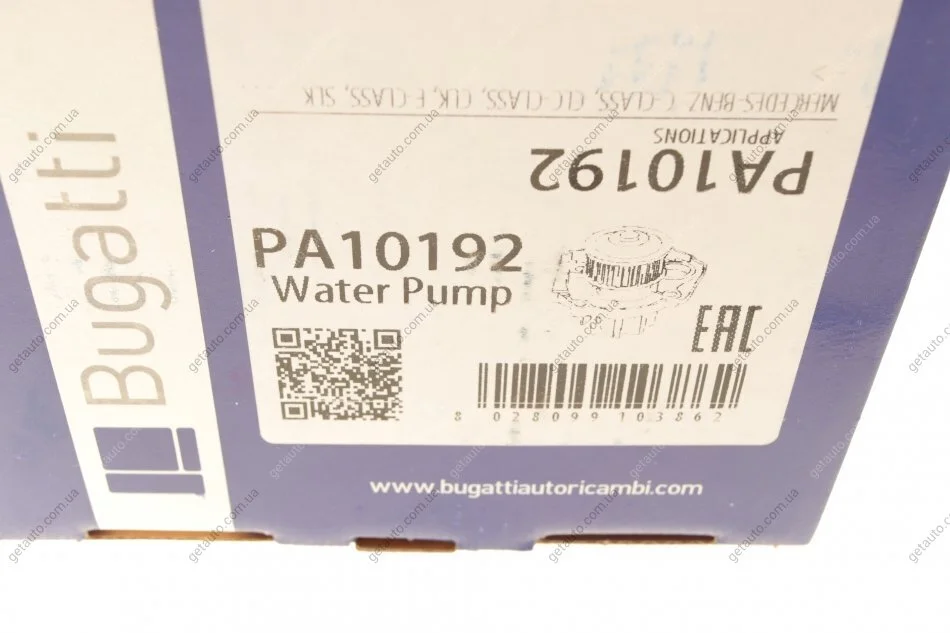 MERCEDES-BENZ C-CLASS, CLC-CLASS, CLK, E-CLASS, SLK
APPLICATIONS
PA10192
PA10192
Water Pump
EAC
8 028099 103862
www.bugattiautoricambi.com
Bugatti
getauto.com.ua